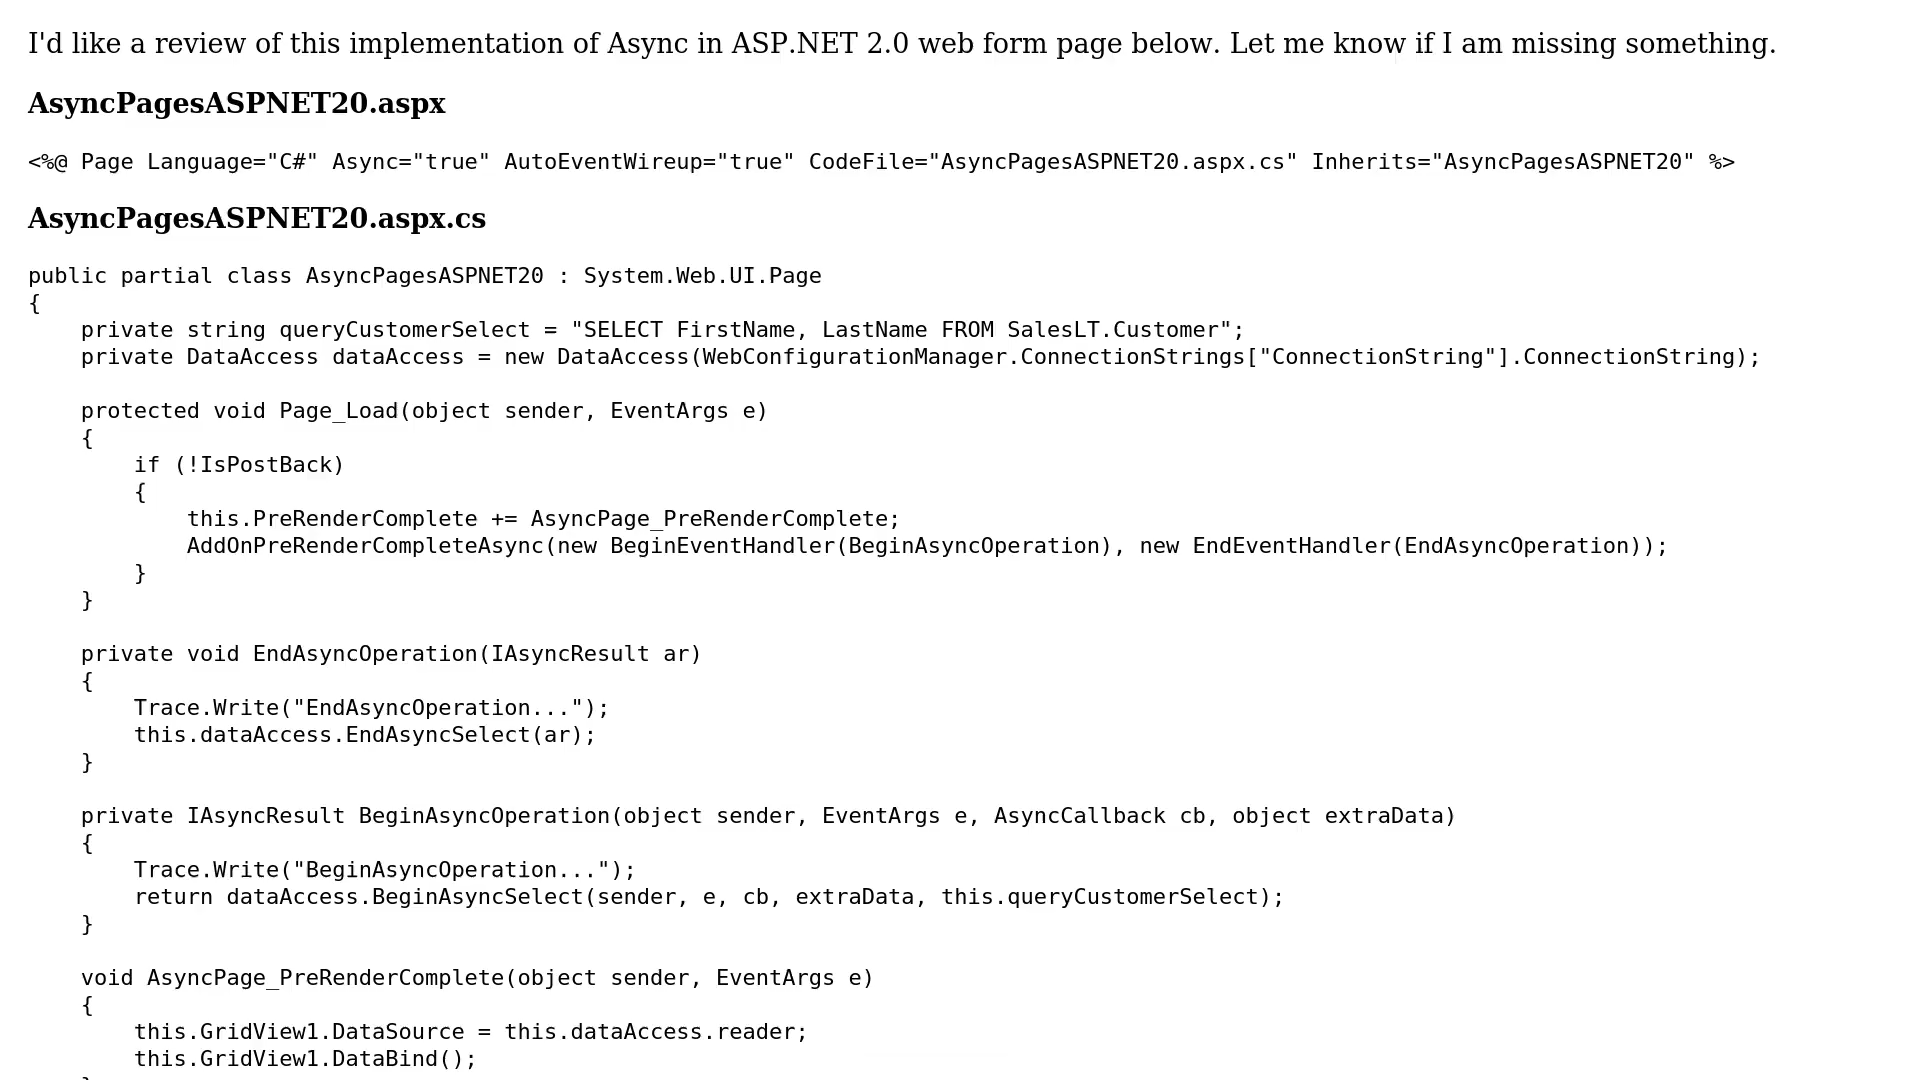 I'd like a review of this implementation of Async in ASP.NET 2.0 web form page below. Let me know if I am missing something.
AsyncPagesASPNET20.aspx
<%@ Page Language="C#" Async="true" AutoEventWireup="true" CodeFile="AsyncPagesASPNET20.aspx.cs" Inherits="AsyncPagesASPNET20" %>
AsyncPagesASPNET20.aspx.cs
public partial class AsyncPagesASPNET20 : System.Web.UI.Page
{
    private string queryCustomerSelect = "SELECT FirstName, LastName FROM SalesLT.Customer";
    private DataAccess dataAccess = new DataAccess(WebConfigurationManager.ConnectionStrings["ConnectionString"].ConnectionString);
    protected void Page_Load(object sender, EventArgs e)
    {
        if (!IsPostBack)
        {
            this.PreRenderComplete += AsyncPage_PreRenderComplete;
            AddOnPreRenderCompleteAsync(new BeginEventHandler(BeginAsyncOperation), new EndEventHandler(EndAsyncOperation));
        }
    }
    private void EndAsyncOperation(IAsyncResult ar)
    {
        Trace.Write("EndAsyncOperation...");
        this.dataAccess.EndAsyncSelect(ar);
    }
    private IAsyncResult BeginAsyncOperation(object sender, EventArgs e, AsyncCallback cb, object extraData)
    {
        Trace.Write("BeginAsyncOperation...");
        return dataAccess.BeginAsyncSelect(sender, e, cb, extraData, this.queryCustomerSelect);
    }
    void AsyncPage_PreRenderComplete(object sender, EventArgs e)
    {
        this.GridView1.DataSource = this.dataAccess.reader;
        this.GridView1.DataBind();